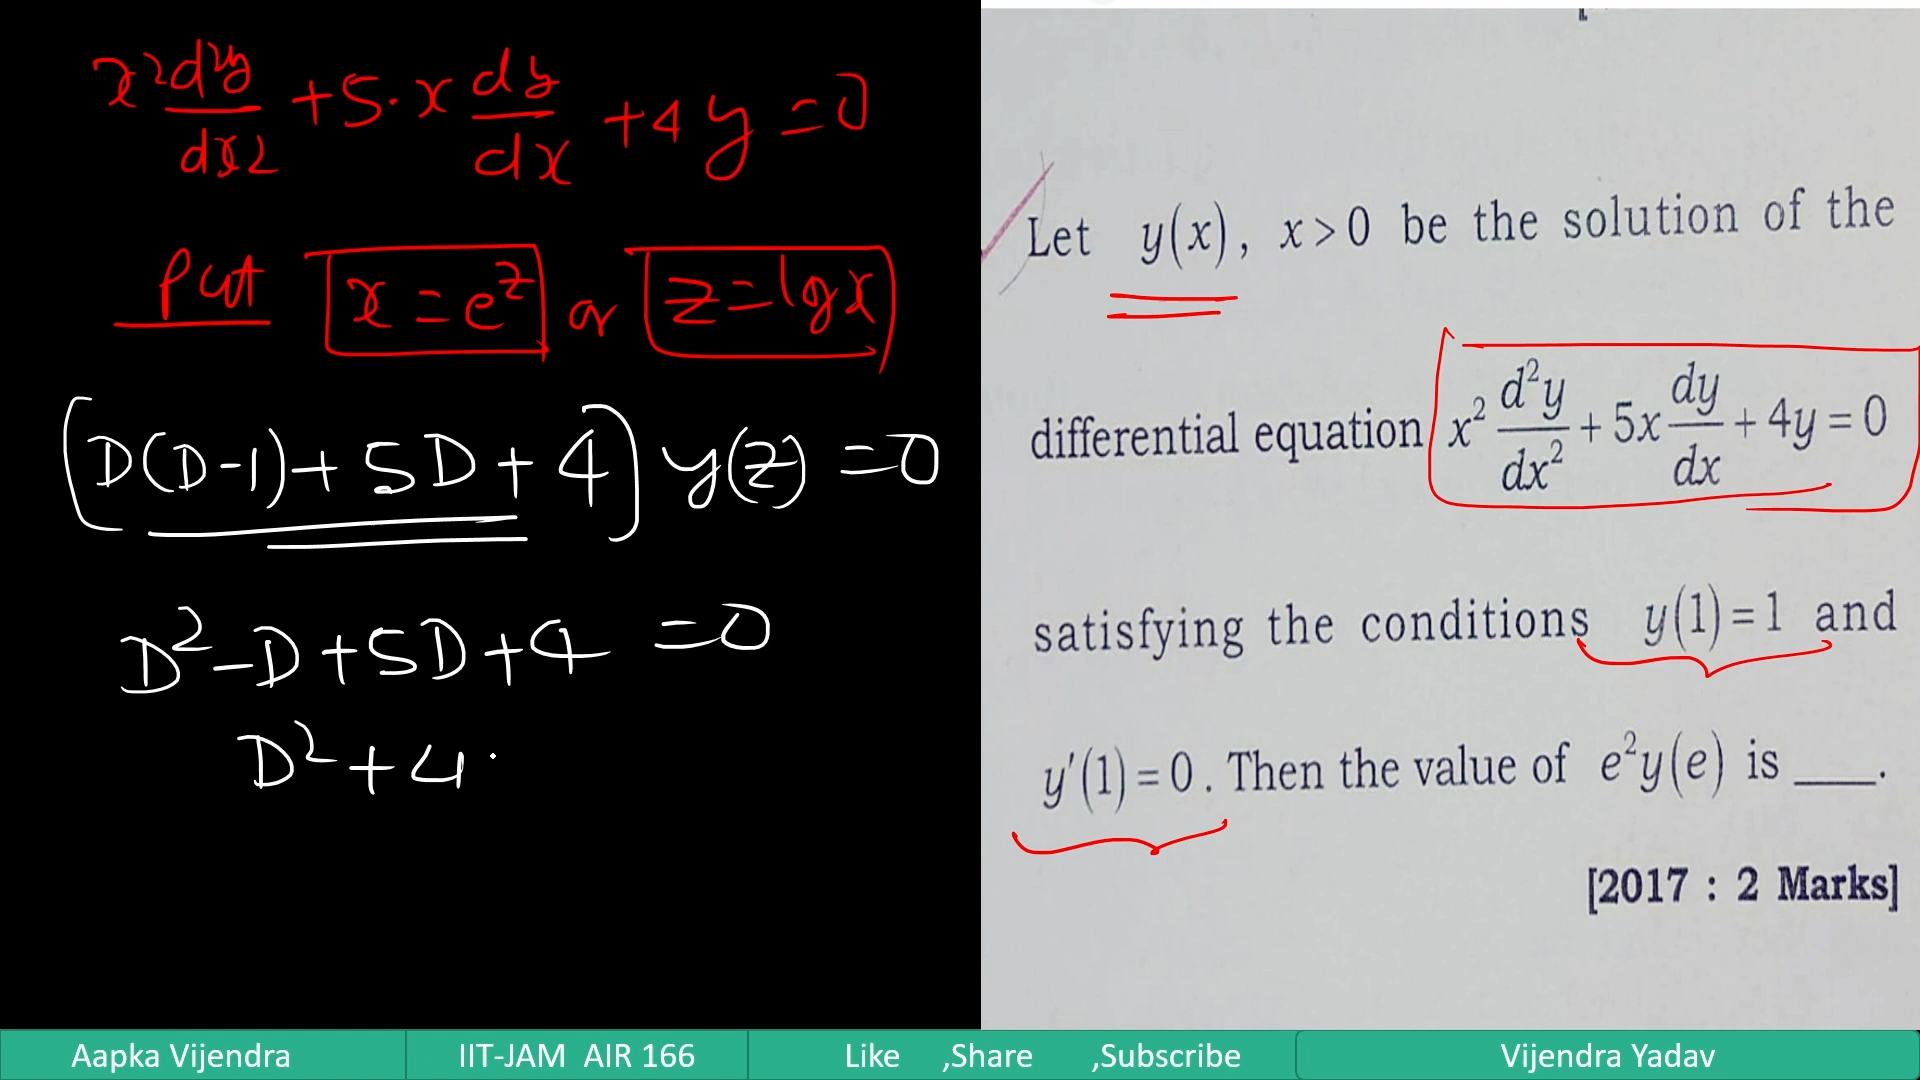 x² d²y/dx2 + 5·x dy/dx + 4y = 0
Put x = e^z or z = lgx
[D(D-1) + 5D + 4] y(z) = 0
D² - D + 5D + 4 = 0
D² + 4
Let y(x), x > 0 be the solution of the
differential equation x² d²y/dx² + 5x dy/dx + 4y = 0
satisfying the conditions y(1) = 1 and
y′(1) = 0. Then the value of e²y(e) is ____.
[2017 : 2 Marks]
Aapka Vijendra
IIT-JAM AIR 166
Like ,Share ,Subscribe
Vijendra Yadav